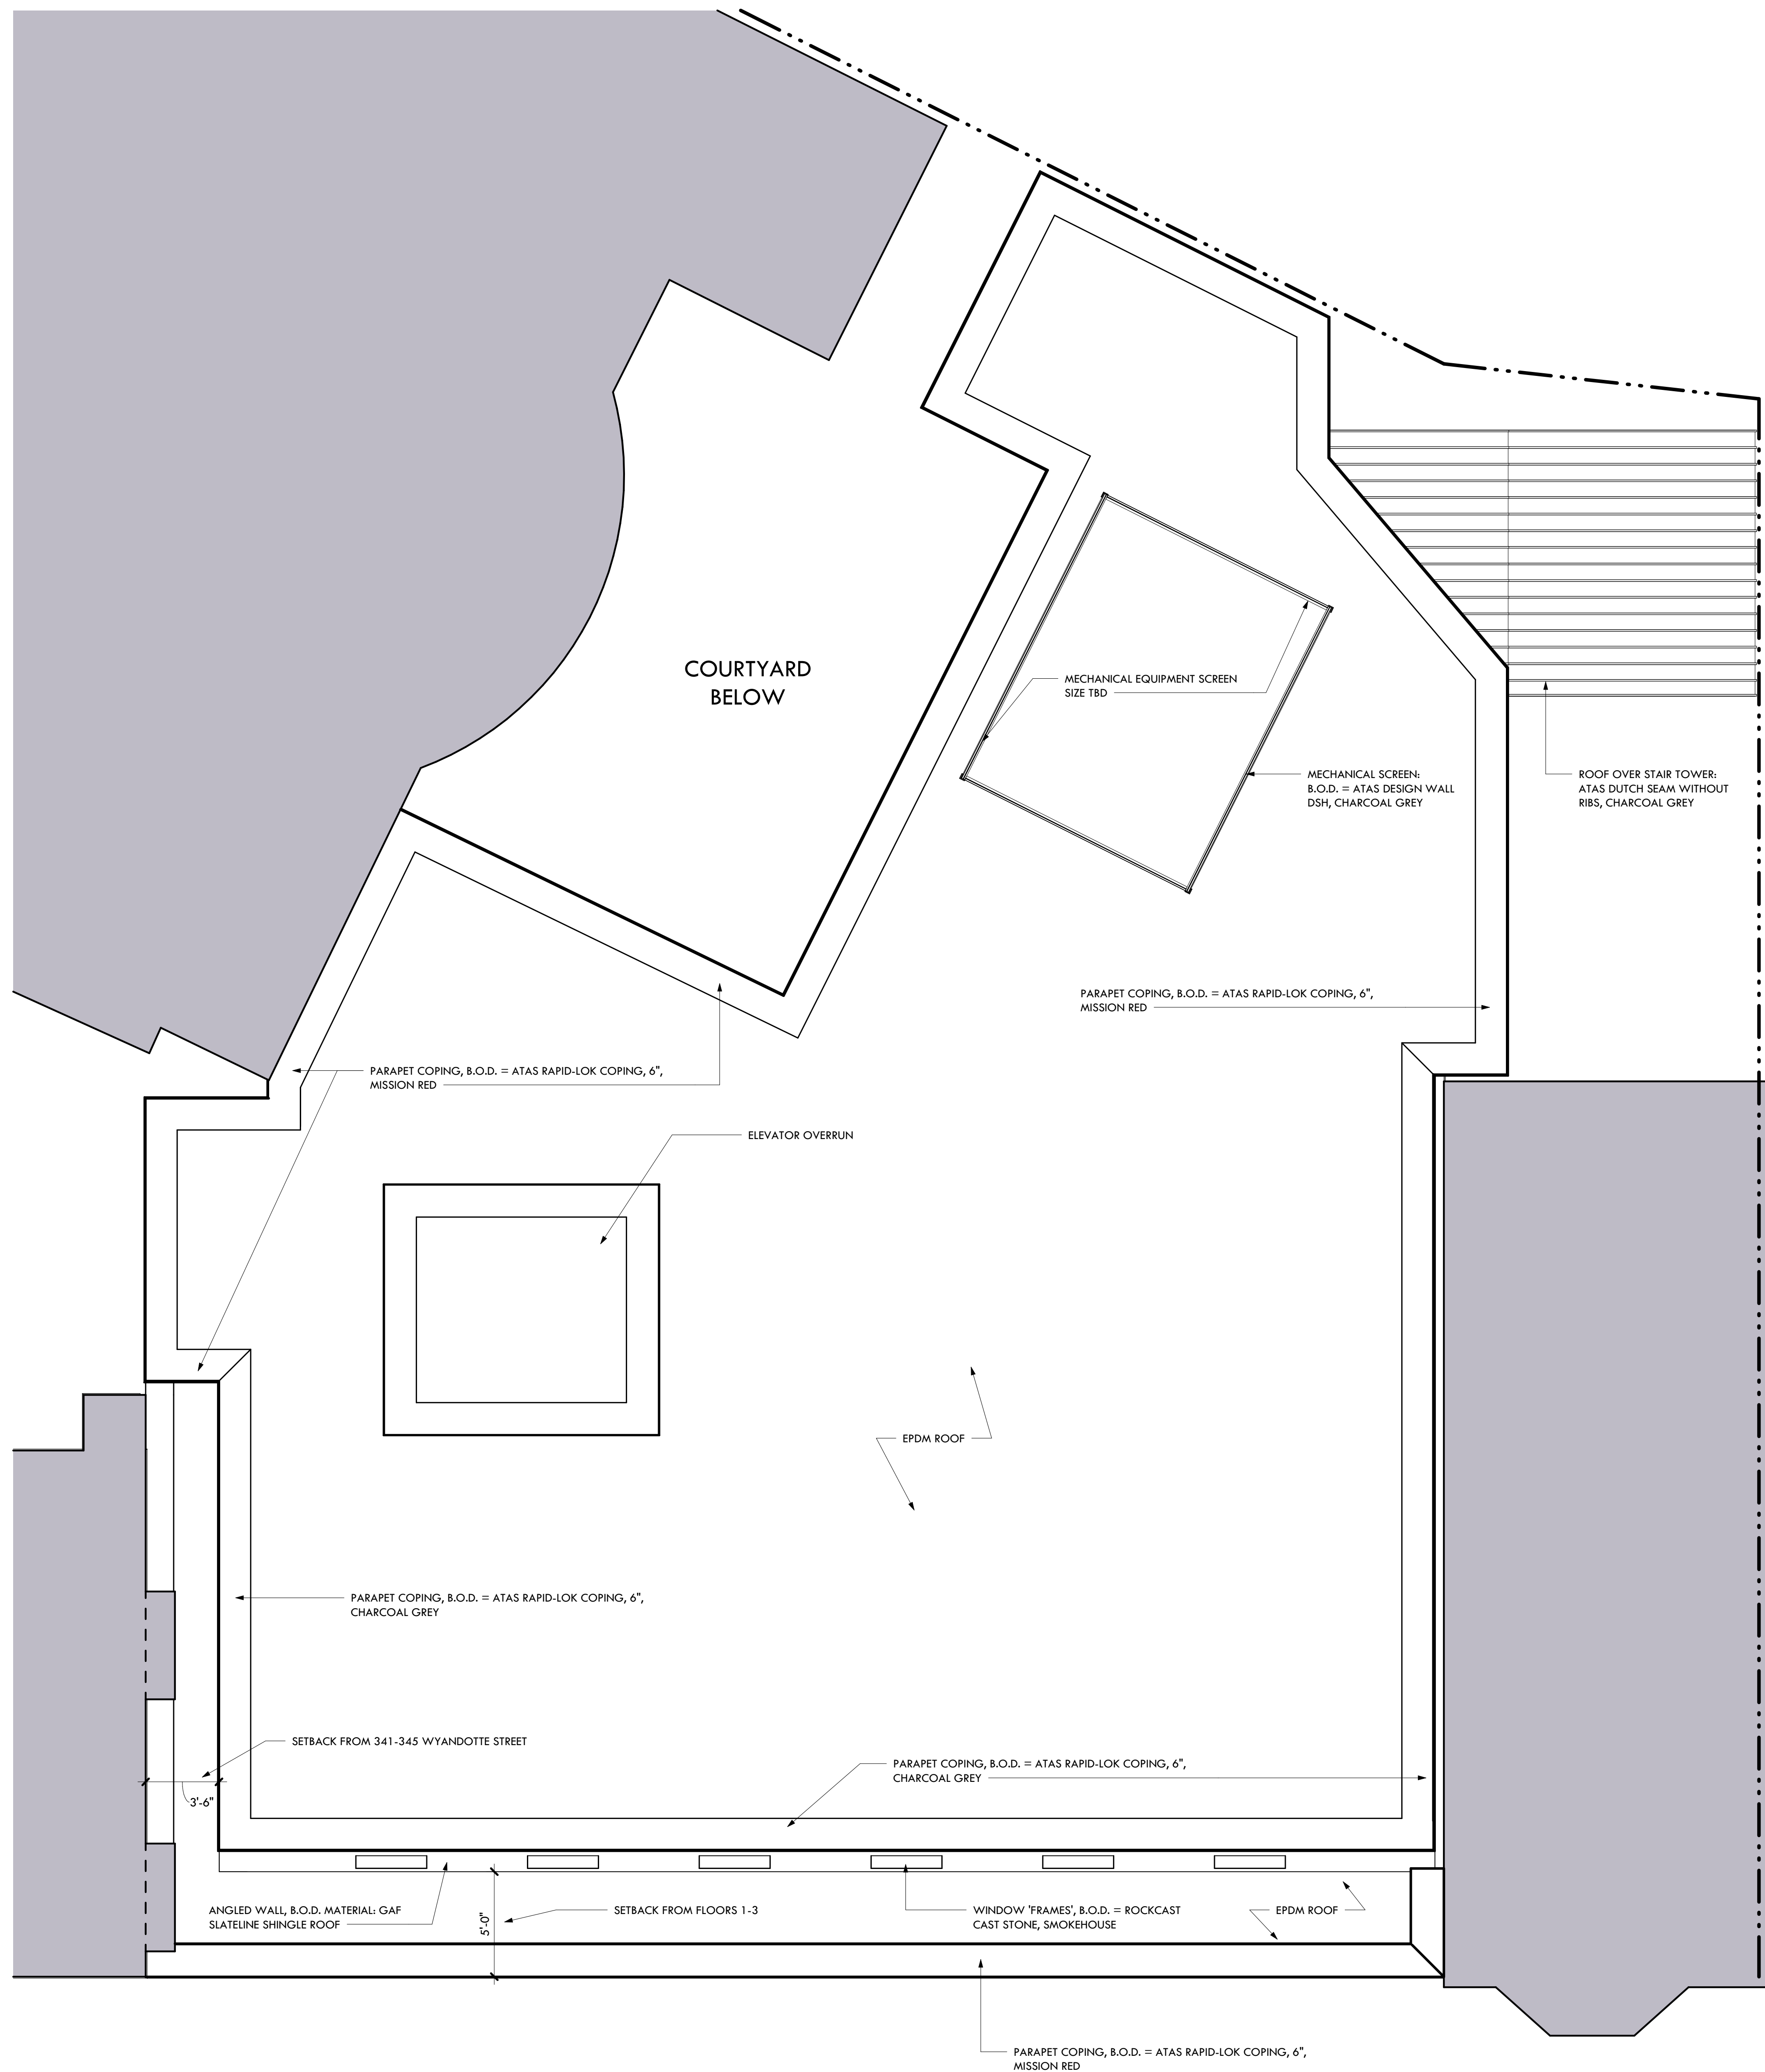 COURTYARD
BELOW
MECHANICAL EQUIPMENT SCREEN
SIZE TBD
MECHANICAL SCREEN:
B.O.D. = ATAS DESIGN WALL
DSH, CHARCOAL GREY
ROOF OVER STAIR TOWER:
ATAS DUTCH SEAM WITHOUT
RIBS, CHARCOAL GREY
PARAPET COPING, B.O.D. = ATAS RAPID-LOK COPING, 6",
MISSION RED
PARAPET COPING, B.O.D. = ATAS RAPID-LOK COPING, 6",
MISSION RED
ELEVATOR OVERRUN
EPDM ROOF
PARAPET COPING, B.O.D. = ATAS RAPID-LOK COPING, 6",
CHARCOAL GREY
SETBACK FROM 341-345 WYANDOTTE STREET
PARAPET COPING, B.O.D. = ATAS RAPID-LOK COPING, 6",
CHARCOAL GREY
3'-6"
ANGLED WALL, B.O.D. MATERIAL: GAF
SLATELINE SHINGLE ROOF
5'-0"
SETBACK FROM FLOORS 1-3
WINDOW 'FRAMES', B.O.D. = ROCKCAST
CAST STONE, SMOKEHOUSE
EPDM ROOF
PARAPET COPING, B.O.D. = ATAS RAPID-LOK COPING, 6",
MISSION RED